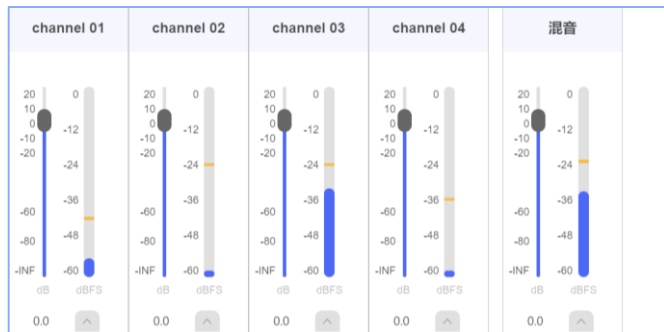 channel 01 channel 02 channel 03 channel 04 混音
20 0 20 0 20 0 20 0 20 0
10 10 10 10 10
0 -12 0 -12 0 -12 0 -12 0 -12
-10 -10 -10 -10 -10
-20 -24 -20 -24 -20 -24 -20 -24 -20 -24
-36 -36 -36 -36 -36
-60 -60 -60 -60 -60
-80 -48 -80 -48 -80 -48 -80 -48 -80 -48
-INF -60 -INF -60 -INF -60 -INF -60 -INF -60
dB dBFS dB dBFS dB dBFS dB dBFS dB dBFS
0.0 0.0 0.0 0.0 0.0